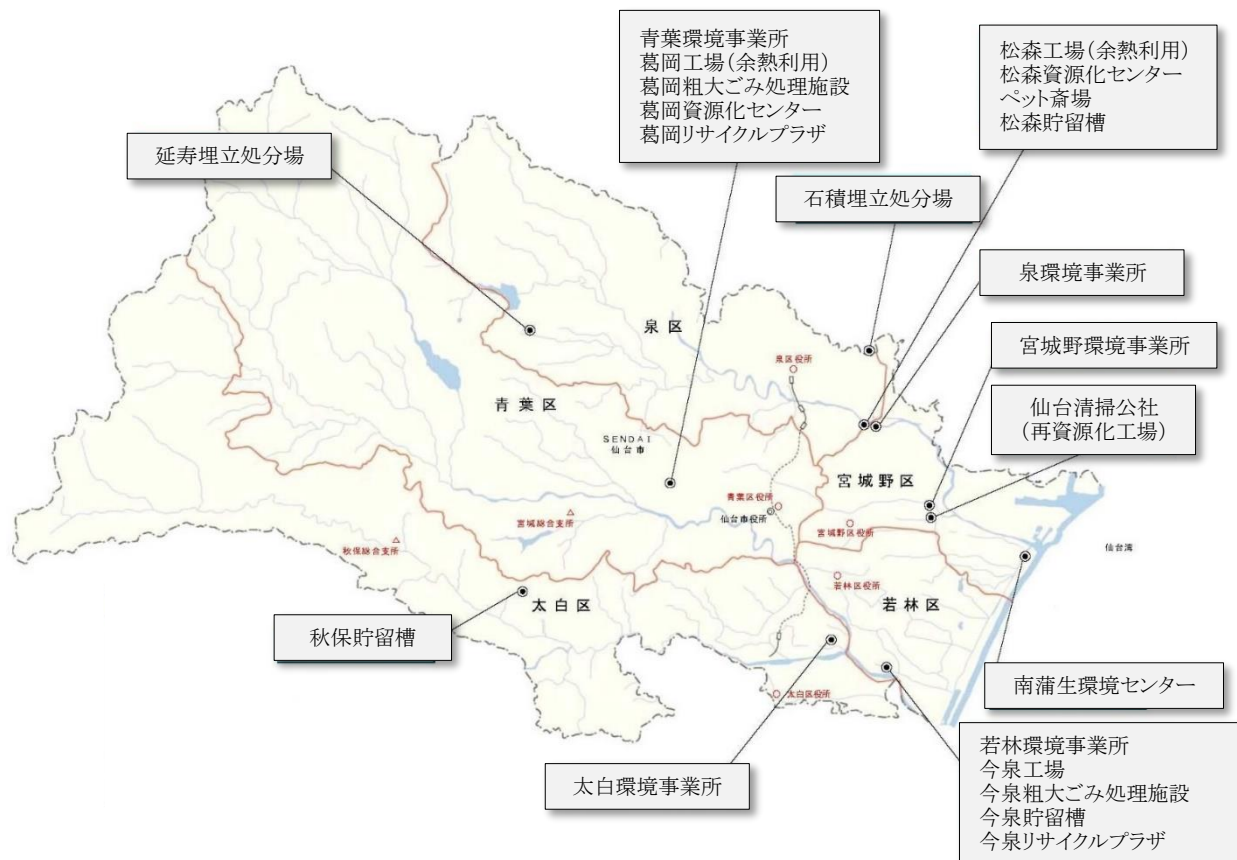 青葉環境事業所
葛岡工場(余熱利用)
葛岡粗大ごみ処理施設
葛岡資源化センター
葛岡リサイクルプラザ
松森工場(余熱利用)
松森資源化センター
ペット斎場
松森貯留槽
延寿埋立処分場
石積埋立処分場
泉環境事業所
宮城野環境事業所
仙台清掃公社
(再資源化工場)
泉区
泉区役所
青葉区
SENDAI
仙台市
宮城野区
青葉区役所
仙台市役所
宮城総合支所
宮城野区役所
秋保総合支所
仙台湾
若林区役所
若林区
太白区
秋保貯留槽
太白区役所
南蒲生環境センター
太白環境事業所
若林環境事業所
今泉工場
今泉粗大ごみ処理施設
今泉貯留槽
今泉リサイクルプラザ